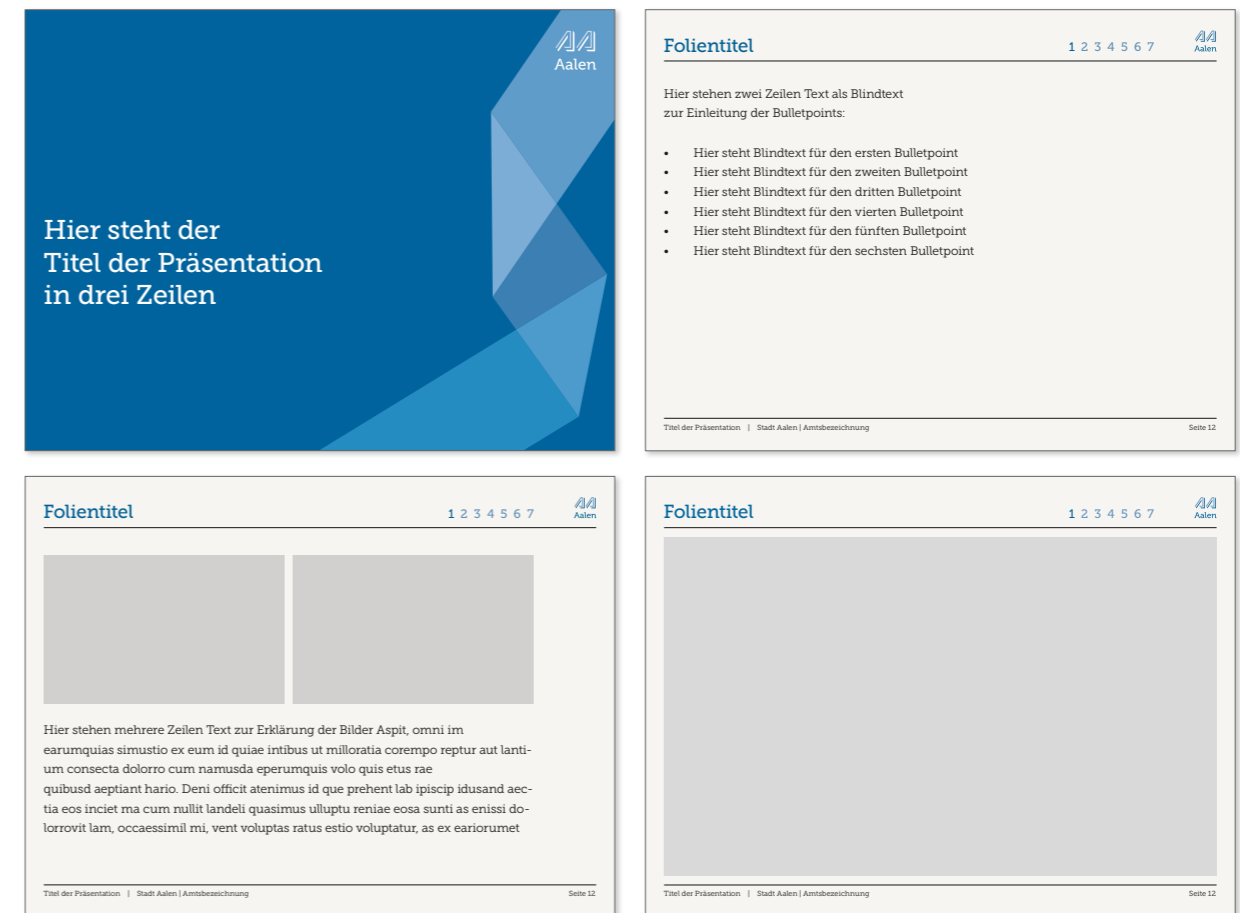 Aalen
Hier steht der
Titel der Präsentation
in drei Zeilen
Folientitel
1 2 3 4 5 6 7
Aalen
Hier stehen zwei Zeilen Text als Blindtext
zur Einleitung der Bulletpoints:
• Hier steht Blindtext für den ersten Bulletpoint
• Hier steht Blindtext für den zweiten Bulletpoint
• Hier steht Blindtext für den dritten Bulletpoint
• Hier steht Blindtext für den vierten Bulletpoint
• Hier steht Blindtext für den fünften Bulletpoint
• Hier steht Blindtext für den sechsten Bulletpoint
Titel der Präsentation | Stadt Aalen | Amtsbezeichnung Seite 12
Folientitel
1 2 3 4 5 6 7
Aalen
Hier stehen mehrere Zeilen Text zur Erklärung der Bilder Aspit, omni im
earumquias simustio ex eum id quiae intibus ut milloratia corempo reptur aut lanti-
um consecta dolorro cum namusda eperumquis volo quis etus rae
quibusd aeptiant hario. Deni officit atenimus id que prehent lab ipiscip idusand aec-
tia eos inciet ma cum nullit landeli quasimus ulluptu reniae eosa sunti as enissi do-
lorrovit lam, occaessimil mi, vent voluptas ratus estio voluptatur, as ex eariorumet
Titel der Präsentation | Stadt Aalen | Amtsbezeichnung Seite 12
Folientitel
1 2 3 4 5 6 7
Aalen
Titel der Präsentation | Stadt Aalen | Amtsbezeichnung Seite 12